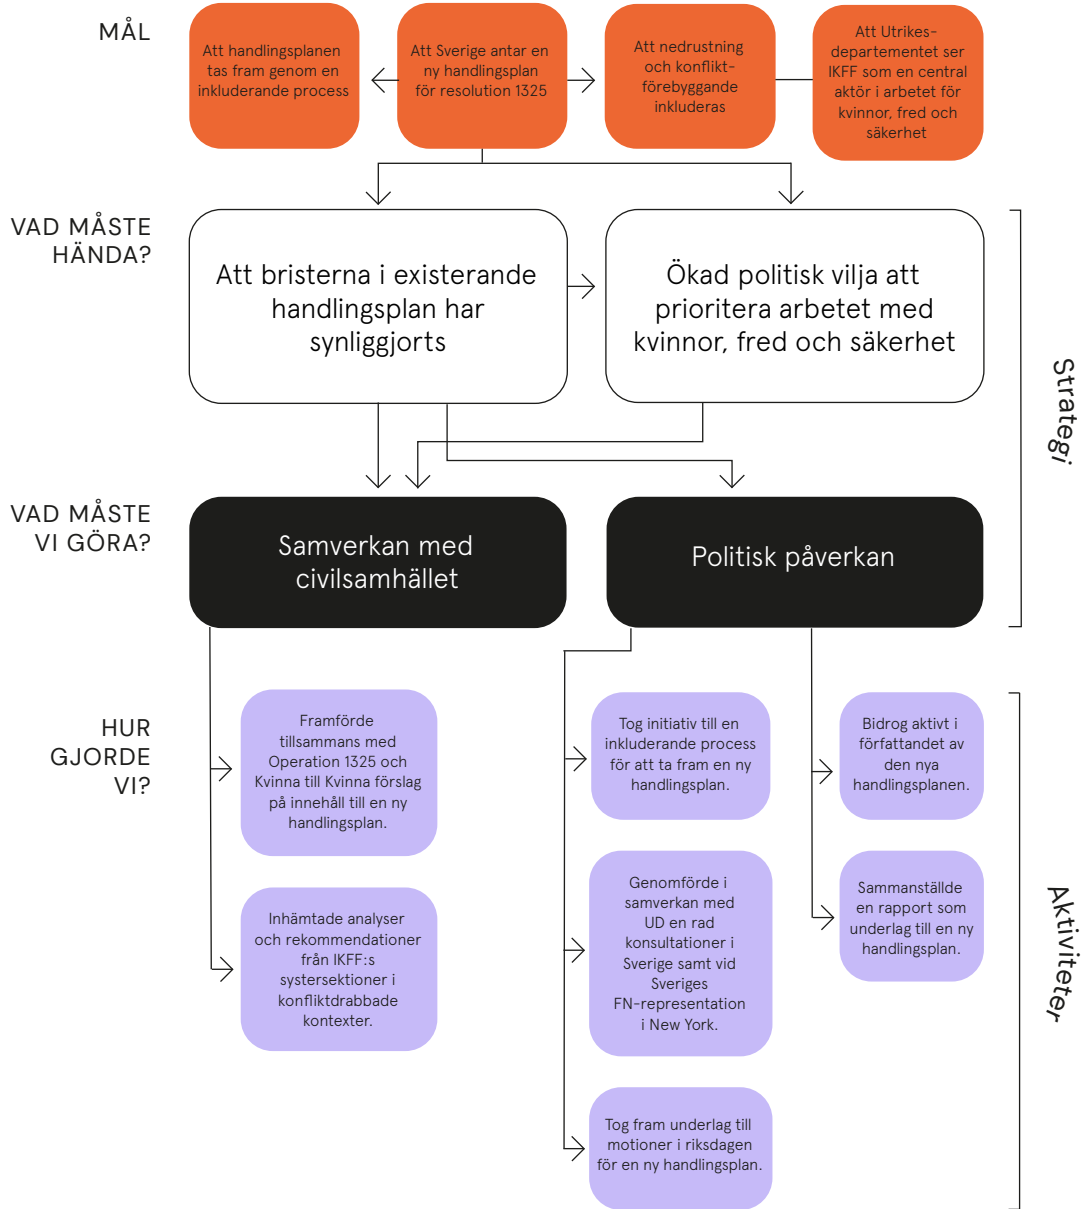 MÅL
Att handlingsplanen
tas fram genom en
inkluderande process
Att Sverige antar en
ny handlingsplan
för resolution 1325
Att nedrustning
och konflikt-
förebyggande
inkluderas
Att Utrikes-
departementet ser
IKFF som en central
aktör i arbetet för
kvinnor, fred och
säkerhet
VAD MÅSTE
HÄNDA?
Att bristerna i existerande
handlingsplan har
synliggjorts
Ökad politisk vilja att
prioritera arbetet med
kvinnor, fred och säkerhet
Strategi
VAD MÅSTE
VI GÖRA?
Samverkan med
civilsamhället
Politisk påverkan
HUR
GJORDE
VI?
Framförde
tillsammans med
Operation 1325 och
Kvinna till Kvinna förslag
på innehåll till en ny
handlingsplan.
Inhämtade analyser
och rekommendationer
från IKFF:s
systersektioner i
konfliktdrabbade
kontexter.
Tog initiativ till en
inkluderande process
för att ta fram en ny
handlingsplan.
Genomförde i
samverkan med
UD en rad
konsultationer i
Sverige samt vid
Sveriges
FN-representation
i New York.
Tog fram underlag till
motioner i riksdagen
för en ny handlingsplan.
Bidrog aktivt i
författandet av
den nya
handlingsplanen.
Sammanställde
en rapport som
underlag till en ny
handlingsplan.
Aktiviteter